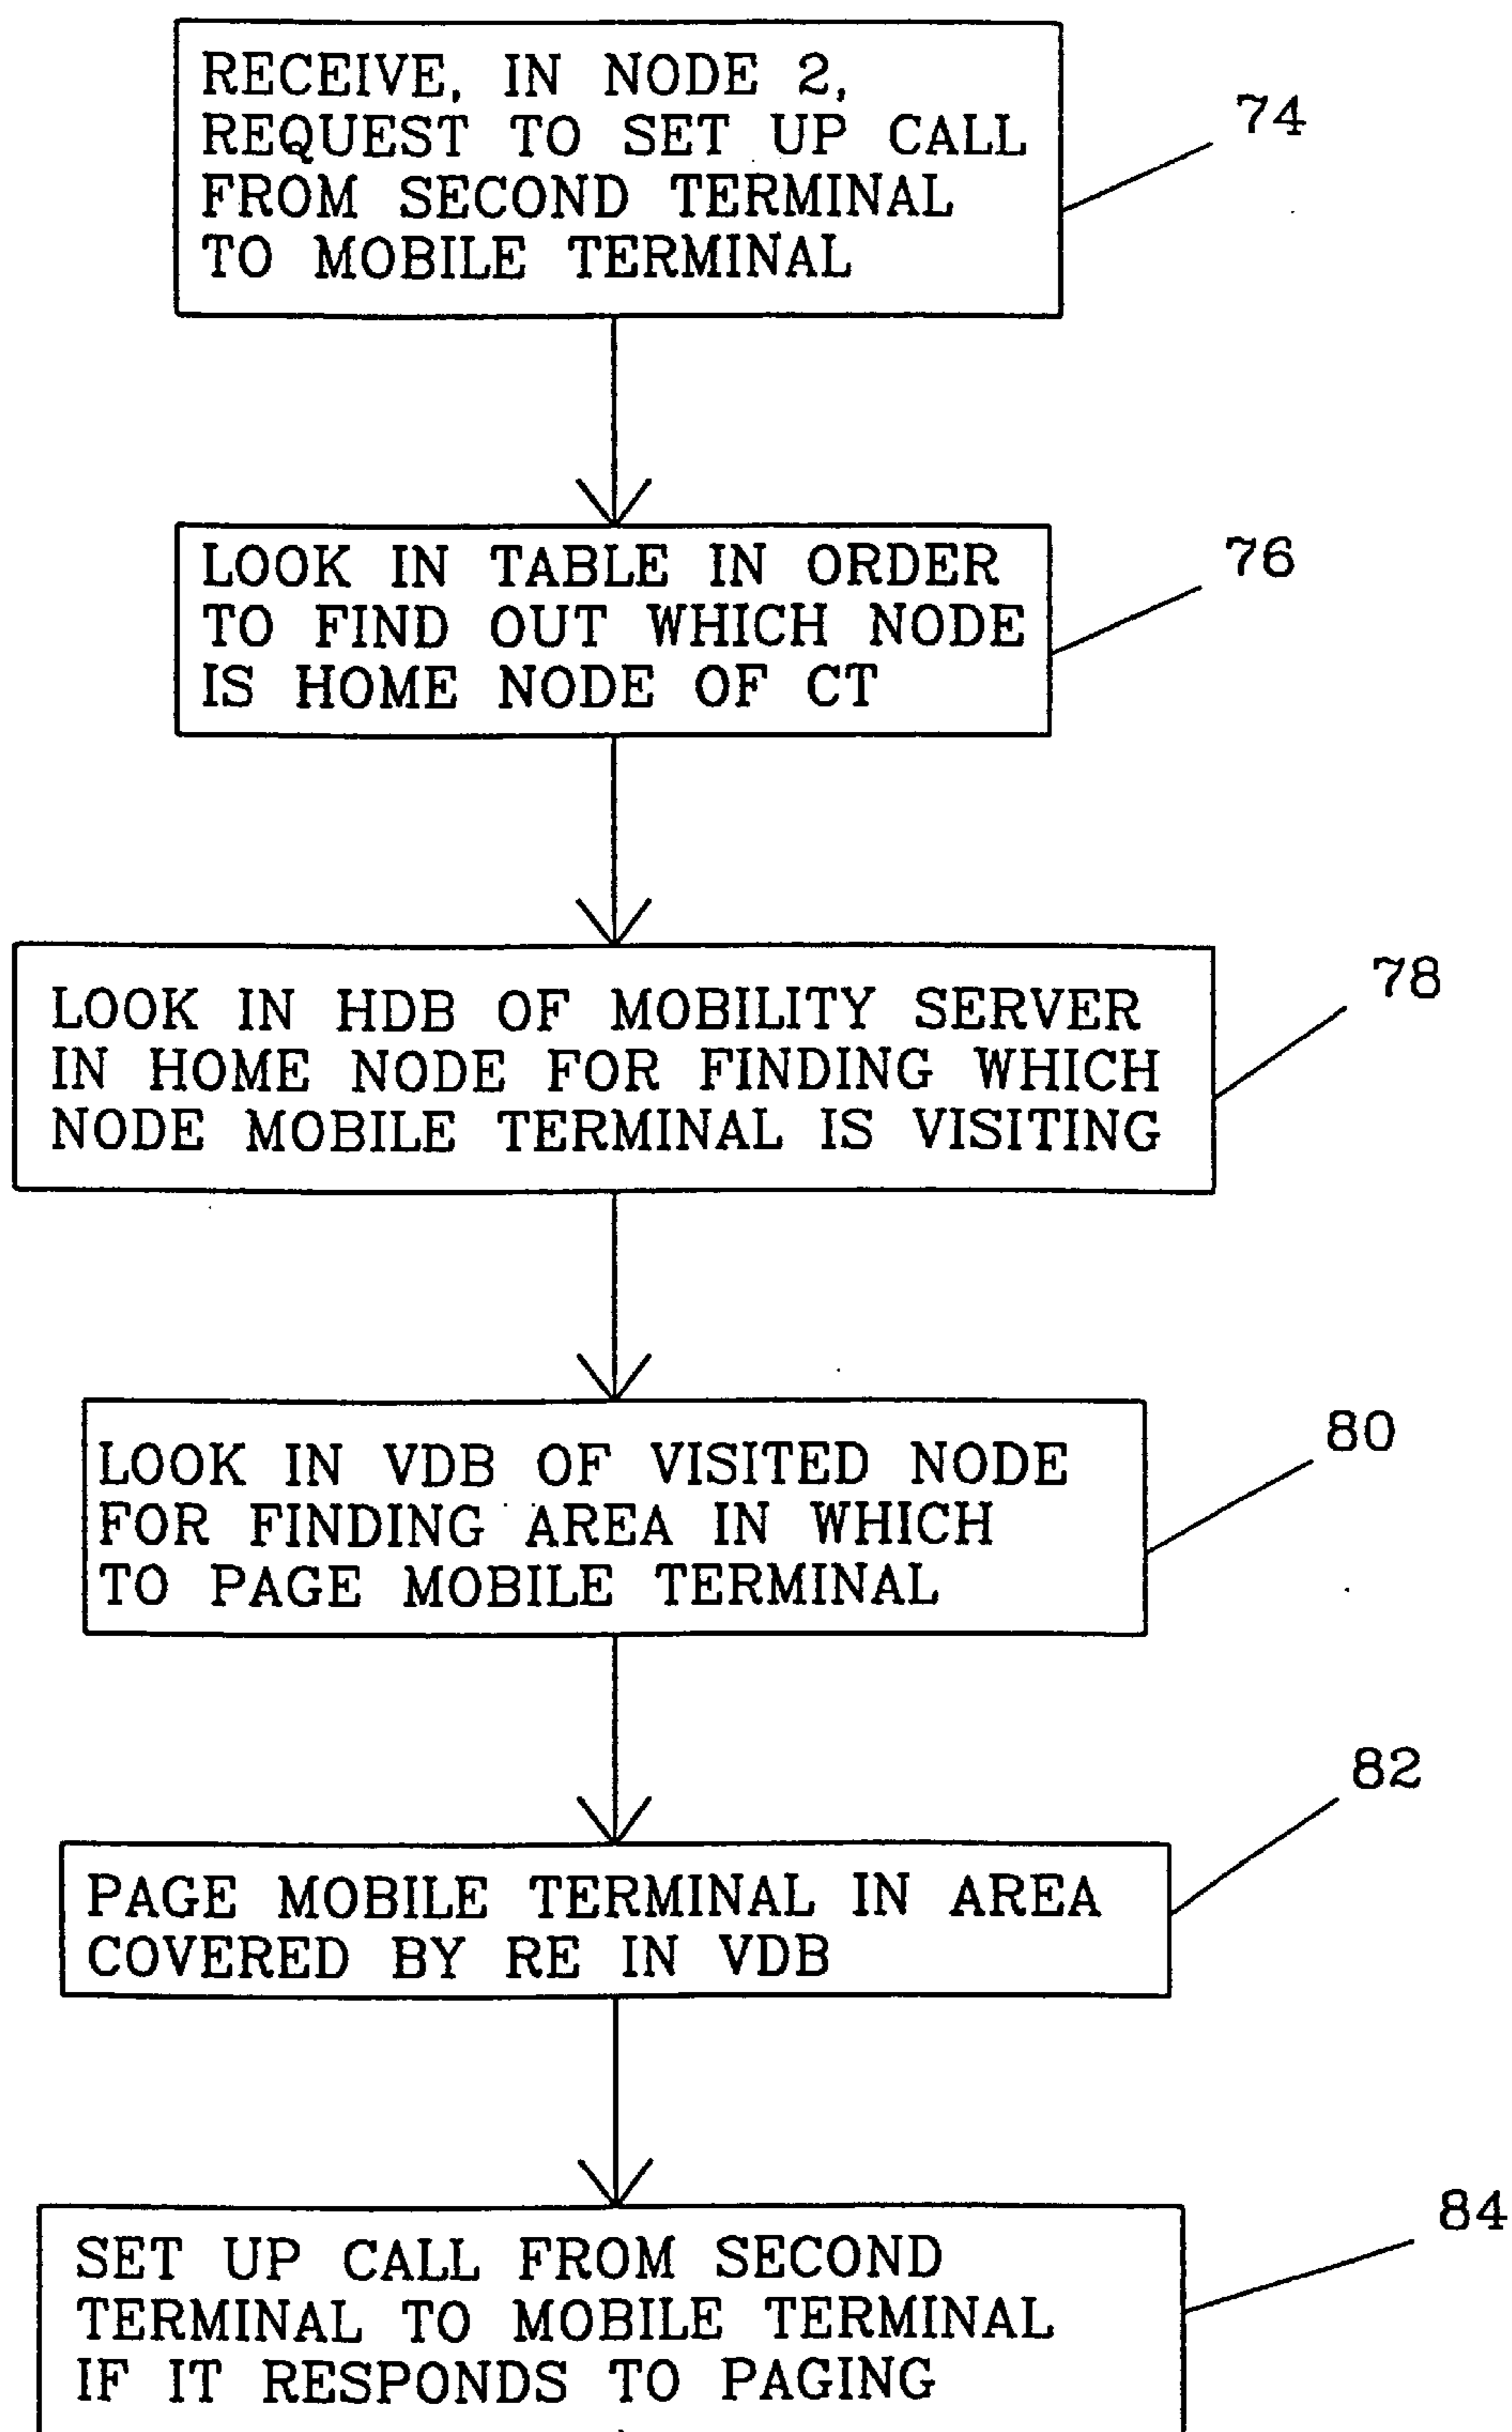 RECEIVE, IN NODE 2,
REQUEST TO SET UP CALL
FROM SECOND TERMINAL
TO MOBILE TERMINAL
74
LOOK IN TABLE IN ORDER
TO FIND OUT WHICH NODE
IS HOME NODE OF CT
76
LOOK IN HDB OF MOBILITY SERVER
IN HOME NODE FOR FINDING WHICH
NODE MOBILE TERMINAL IS VISITING
78
LOOK IN VDB OF VISITED NODE
FOR FINDING AREA IN WHICH
TO PAGE MOBILE TERMINAL
80
PAGE MOBILE TERMINAL IN AREA
COVERED BY RE IN VDB
82
SET UP CALL FROM SECOND
TERMINAL TO MOBILE TERMINAL
IF IT RESPONDS TO PAGING
84